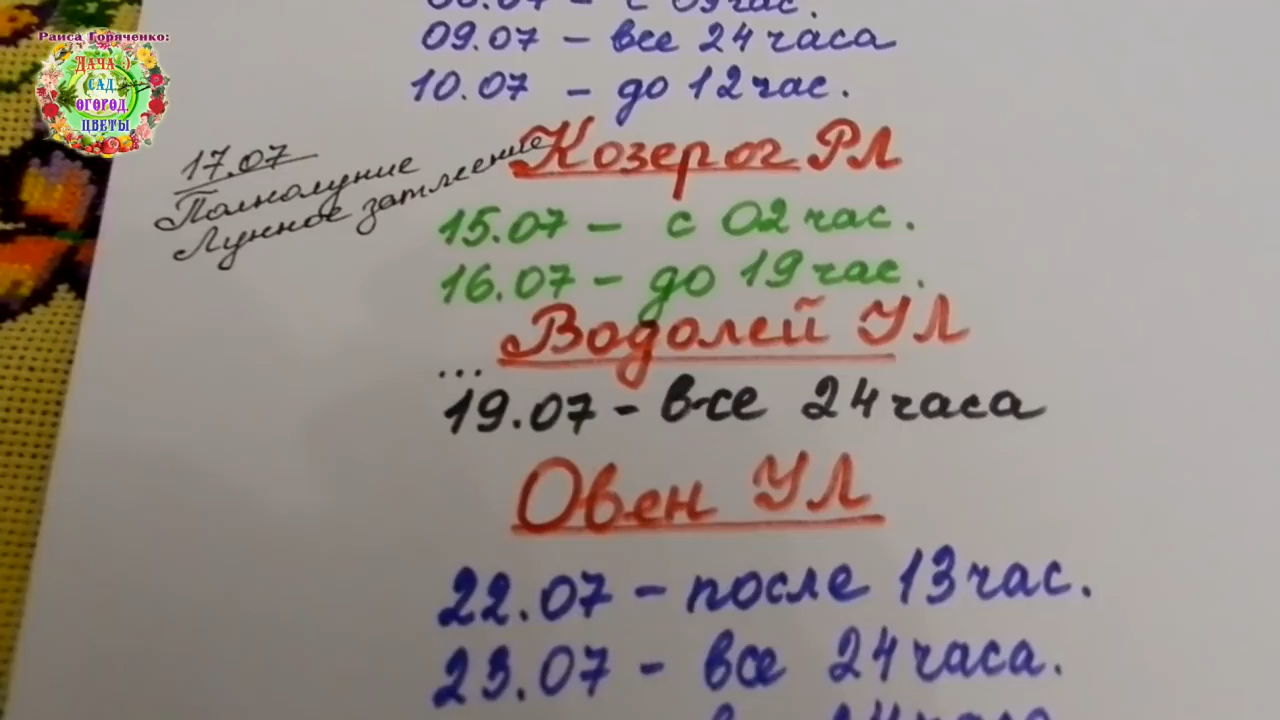 Раиса Горяченко:
Дача :)
сад
огород
цветы
09.07 - все 24 часа
10.07 - до 12 час.
17.07
Полнолуние
Лунное затмение
Козерог РЛ
15.07 - с 02 час.
16.07 - до 19 час.
Водолей УЛ
...
19.07 - все 24 часа
Овен УЛ
22.07 - после 13 час.
23.07 - все 24 часа.